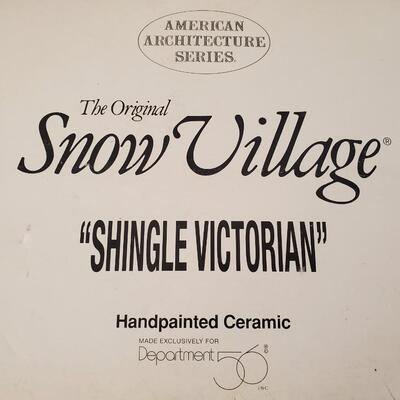 AMERICAN
ARCHITECTURE
SERIES®
The Original
Snow Village®
"SHINGLE VICTORIAN"
Handpainted Ceramic
MADE EXCLUSIVELY FOR
Department 56®©
INC